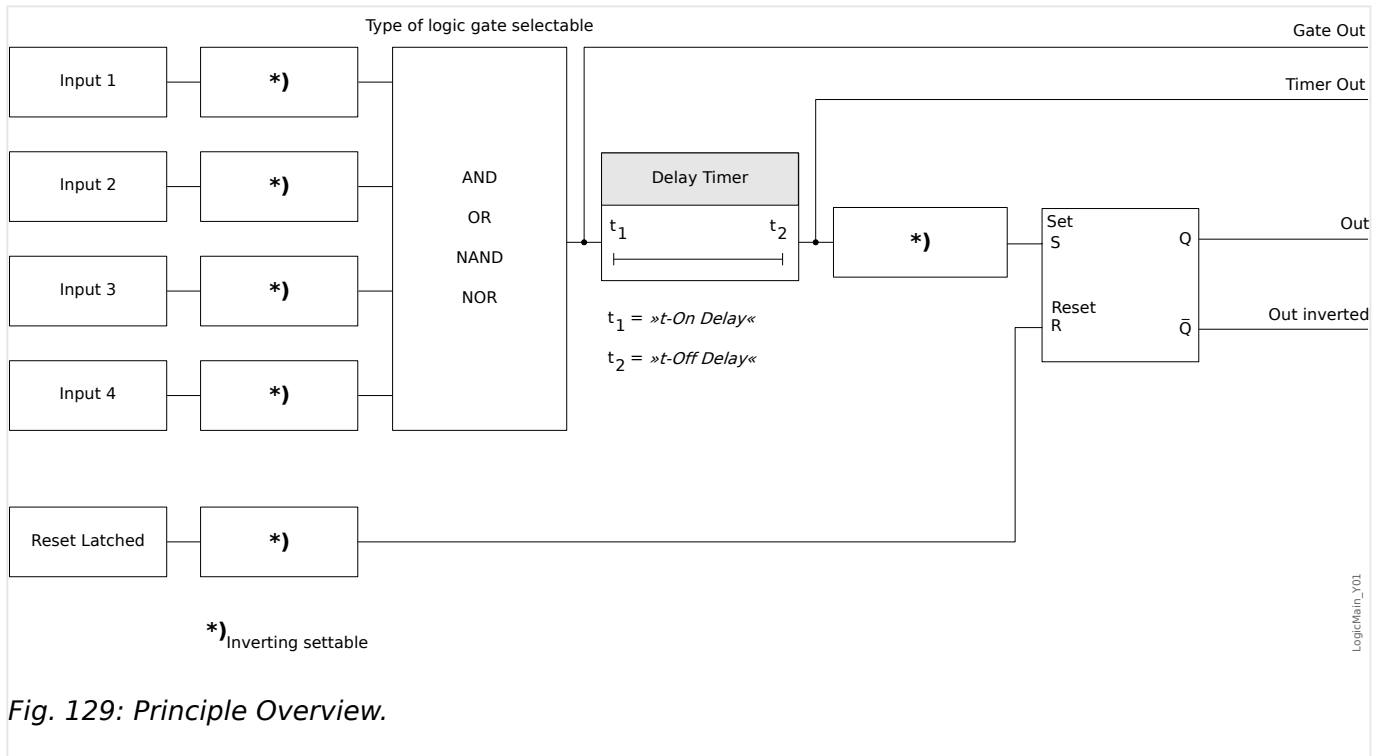 Type of logic gate selectable
Gate Out
Input 1
*)
Timer Out
Input 2
*)
AND
OR
NAND
NOR
Delay Timer
t1
t2
*)
Set
S
Q
Out
Input 3
*)
t1 = »t-On Delay«
t2 = »t-Off Delay«
Reset
R
Q̅
Out inverted
Input 4
*)
Reset Latched
*)
*)Inverting settable
LogicMain_Y01
Fig. 129: Principle Overview.